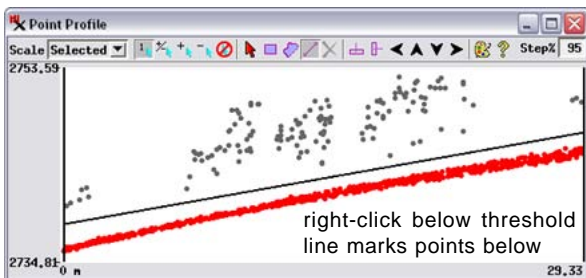 Point Profile
Scale Selected Step% 95
2753.59
right-click below threshold
line marks points below
2734.81
0 m 29.33